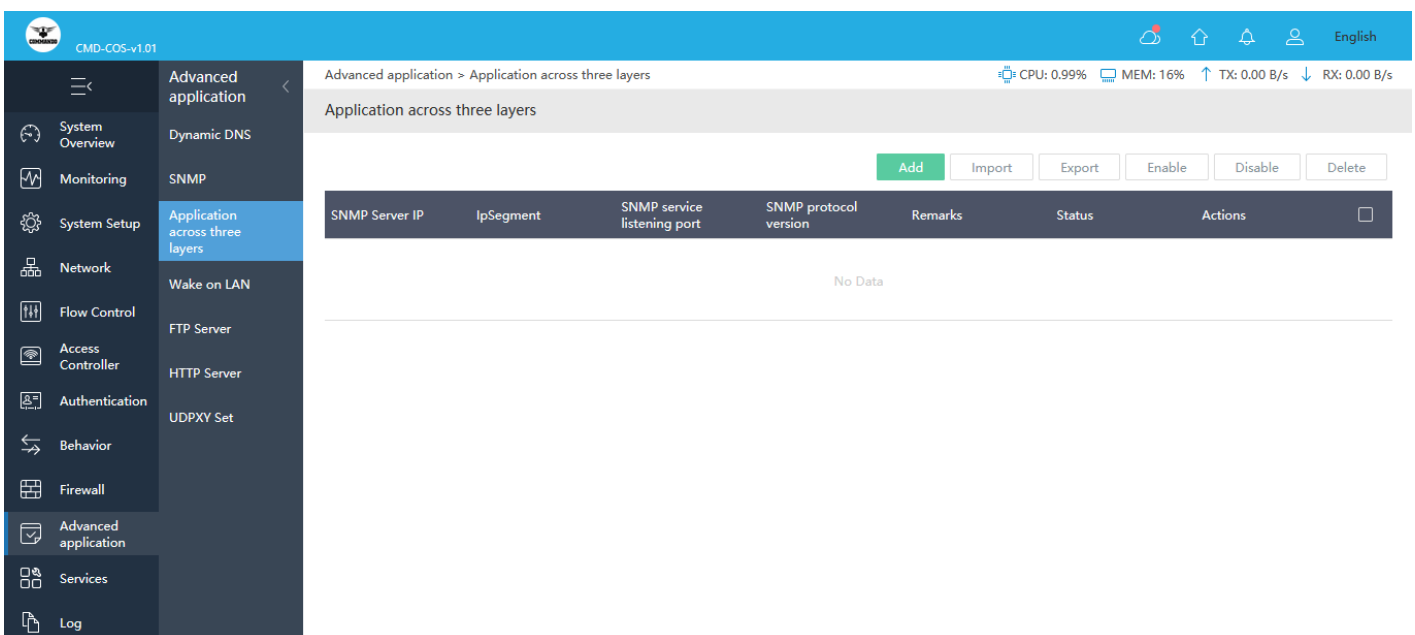 COMMANDO
CMD-COS-v1.01
English
Advanced application
Advanced application > Application across three layers
CPU: 0.99%
MEM: 16%
TX: 0.00 B/s
RX: 0.00 B/s
Application across three layers
System Overview
Monitoring
System Setup
Network
Flow Control
Access Controller
Authentication
Behavior
Firewall
Advanced application
Services
Log
Dynamic DNS
SNMP
Application across three layers
Wake on LAN
FTP Server
HTTP Server
UDPXY Set
Add
Import
Export
Enable
Disable
Delete
SNMP Server IP
IpSegment
SNMP service listening port
SNMP protocol version
Remarks
Status
Actions
No Data